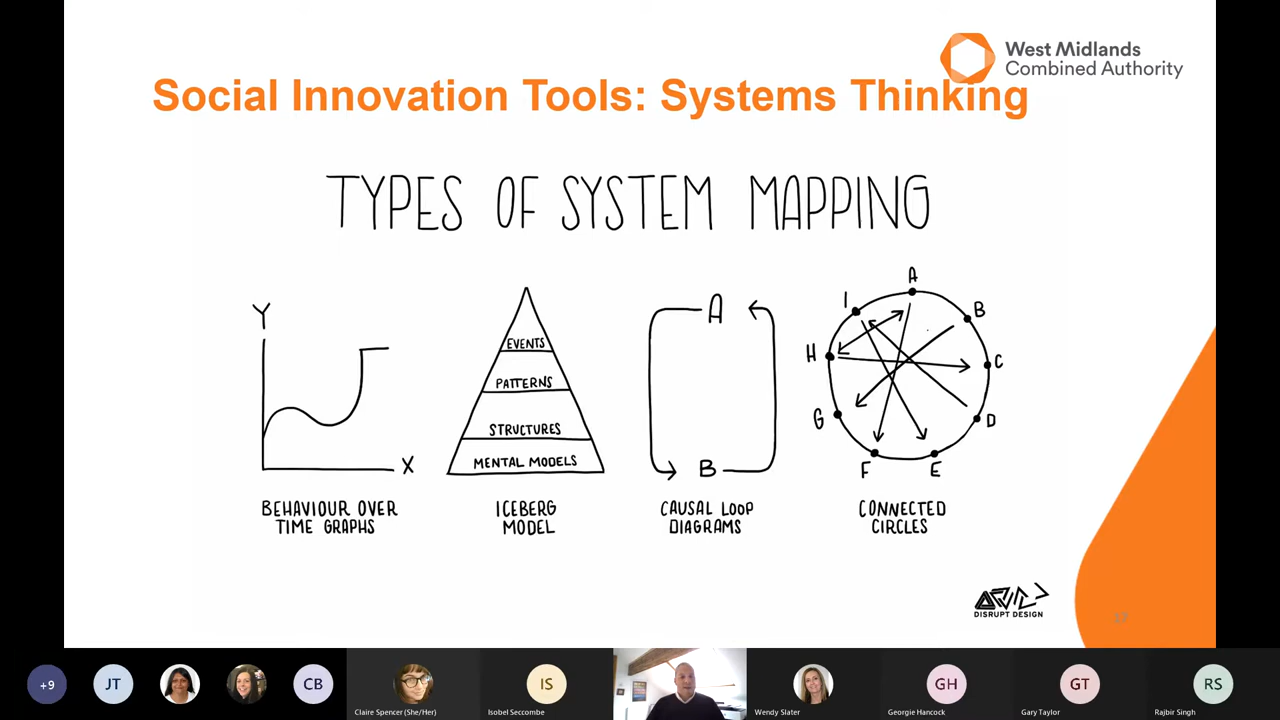 West Midlands
Combined Authority
Social Innovation Tools: Systems Thinking
TYPES OF SYSTEM MAPPING
Y
X
BEHAVIOUR OVER
TIME GRAPHS
EVENTS
PATTERNS
STRUCTURES
MENTAL MODELS
ICEBERG
MODEL
A
B
CAUSAL LOOP
DIAGRAMS
A
B
C
D
E
F
G
H
I
CONNECTED
CIRCLES
DISRUPT DESIGN
+9
JT
CB
Claire Spencer (She/Her)
IS
Isobel Seccombe
Wendy Slater
GH
Georgie Hancock
GT
Gary Taylor
RS
Rajbir Singh